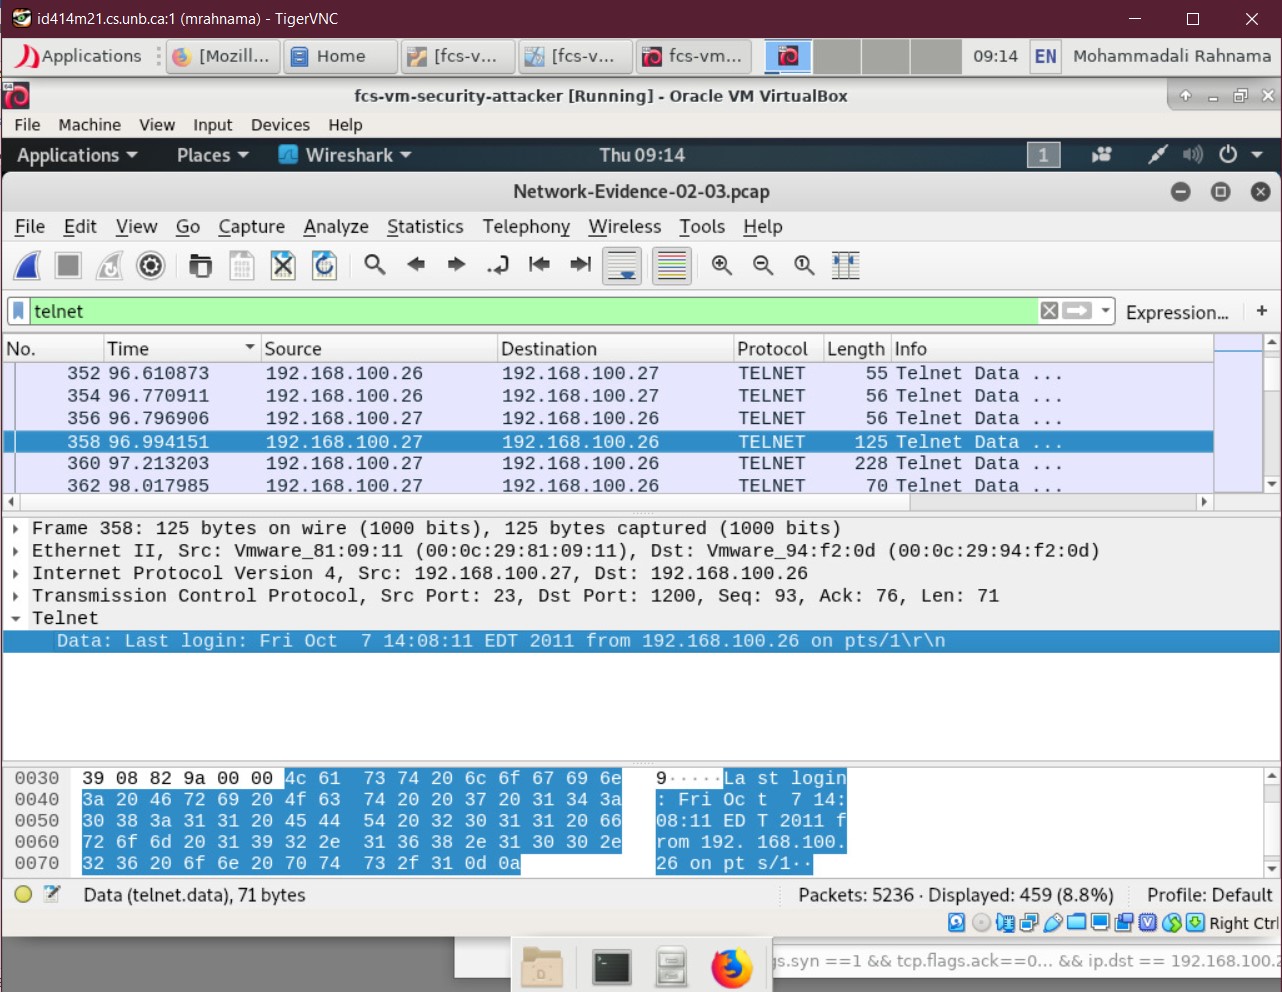 id414m21.cs.unb.ca:1 (mrahnama) - TigerVNC
Applications [Mozill... Home [fcs-v... [fcs-v... fcs-vm... 09:14 EN Mohammadali Rahnama
fcs-vm-security-attacker [Running] - Oracle VM VirtualBox
File Machine View Input Devices Help
Applications Places Wireshark Thu 09:14 1
Network-Evidence-02-03.pcap
File Edit View Go Capture Analyze Statistics Telephony Wireless Tools Help
telnet Expression... +
No. Time Source Destination Protocol Length Info
352 96.610873 192.168.100.26 192.168.100.27 TELNET 55 Telnet Data ...
354 96.770911 192.168.100.26 192.168.100.27 TELNET 56 Telnet Data ...
356 96.796906 192.168.100.27 192.168.100.26 TELNET 56 Telnet Data ...
358 96.994151 192.168.100.27 192.168.100.26 TELNET 125 Telnet Data ...
360 97.213203 192.168.100.27 192.168.100.26 TELNET 228 Telnet Data ...
362 98.017985 192.168.100.27 192.168.100.26 TELNET 70 Telnet Data ...
Frame 358: 125 bytes on wire (1000 bits), 125 bytes captured (1000 bits)
Ethernet II, Src: Vmware_81:09:11 (00:0c:29:81:09:11), Dst: Vmware_94:f2:0d (00:0c:29:94:f2:0d)
Internet Protocol Version 4, Src: 192.168.100.27, Dst: 192.168.100.26
Transmission Control Protocol, Src Port: 23, Dst Port: 1200, Seq: 93, Ack: 76, Len: 71
Telnet
Data: Last login: Fri Oct  7 14:08:11 EDT 2011 from 192.168.100.26 on pts/1\r\n
0030 39 08 82 9a 00 00 4c 61 73 74 20 6c 6f 67 69 6e 9·····La st login
0040 3a 20 46 72 69 20 4f 63 74 20 20 37 20 31 34 3a : Fri Oc t  7 14:
0050 30 38 3a 31 31 20 45 44 54 20 32 30 31 31 20 66 08:11 ED T 2011 f
0060 72 6f 6d 20 31 39 32 2e 31 36 38 2e 31 30 30 2e rom 192. 168.100.
0070 32 36 20 6f 6e 20 70 74 73 2f 31 0d 0a 26 on pt s/1··
Data (telnet.data), 71 bytes Packets: 5236 · Displayed: 459 (8.8%) Profile: Default
Right Ctrl
gs.syn ==1 && tcp.flags.ack==0... && ip.dst == 192.168.100.2